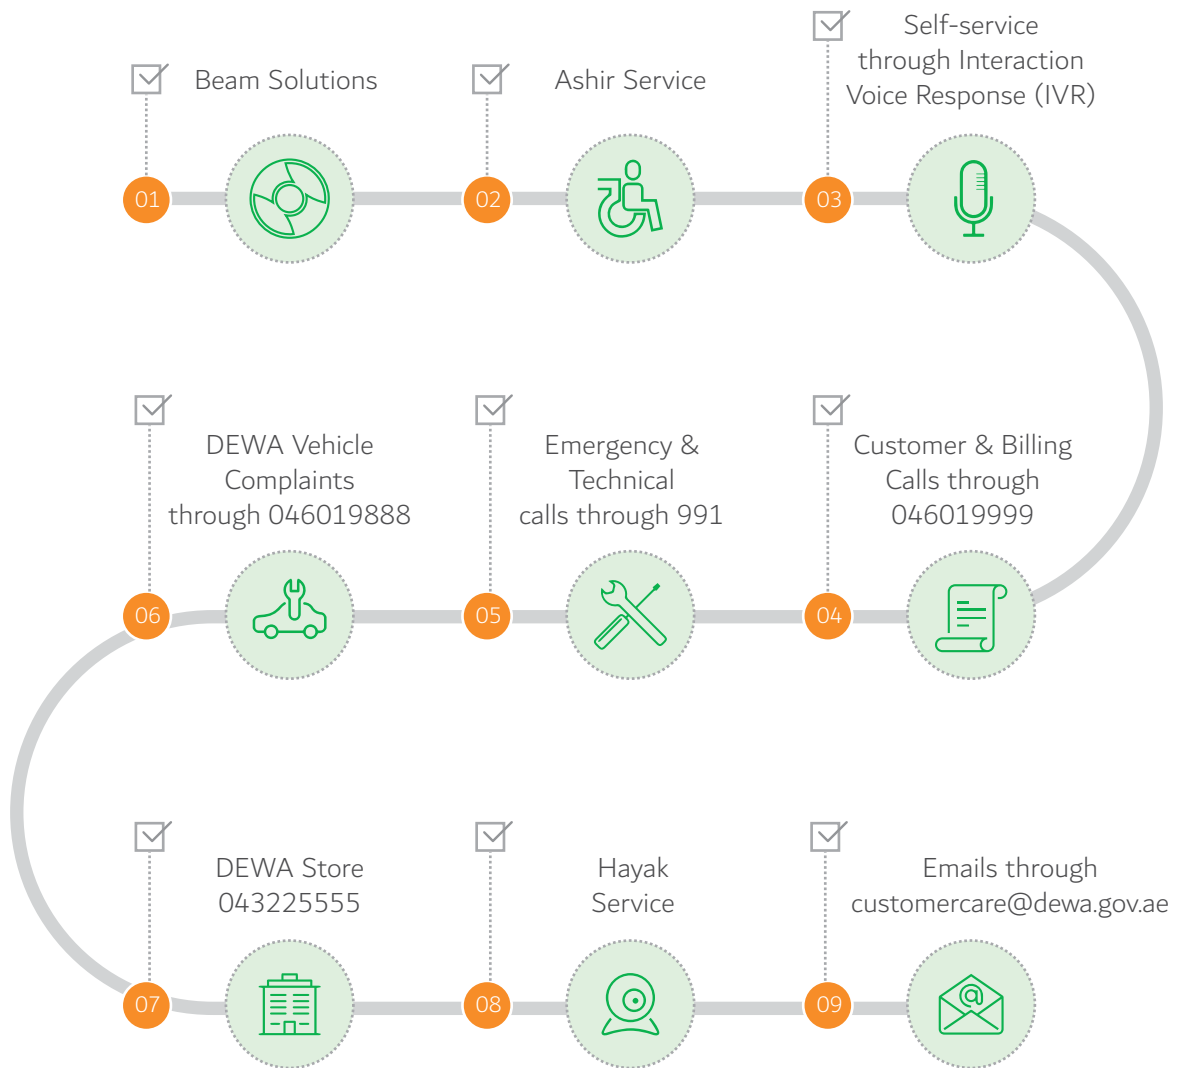 01
Beam Solutions
02
Ashir Service
03
Self-service
through Interaction
Voice Response (IVR)
04
Customer & Billing
Calls through
046019999
05
Emergency &
Technical
calls through 991
06
DEWA Vehicle
Complaints
through 046019888
07
DEWA Store
043225555
08
Hayak
Service
09
Emails through
customercare@dewa.gov.ae
@